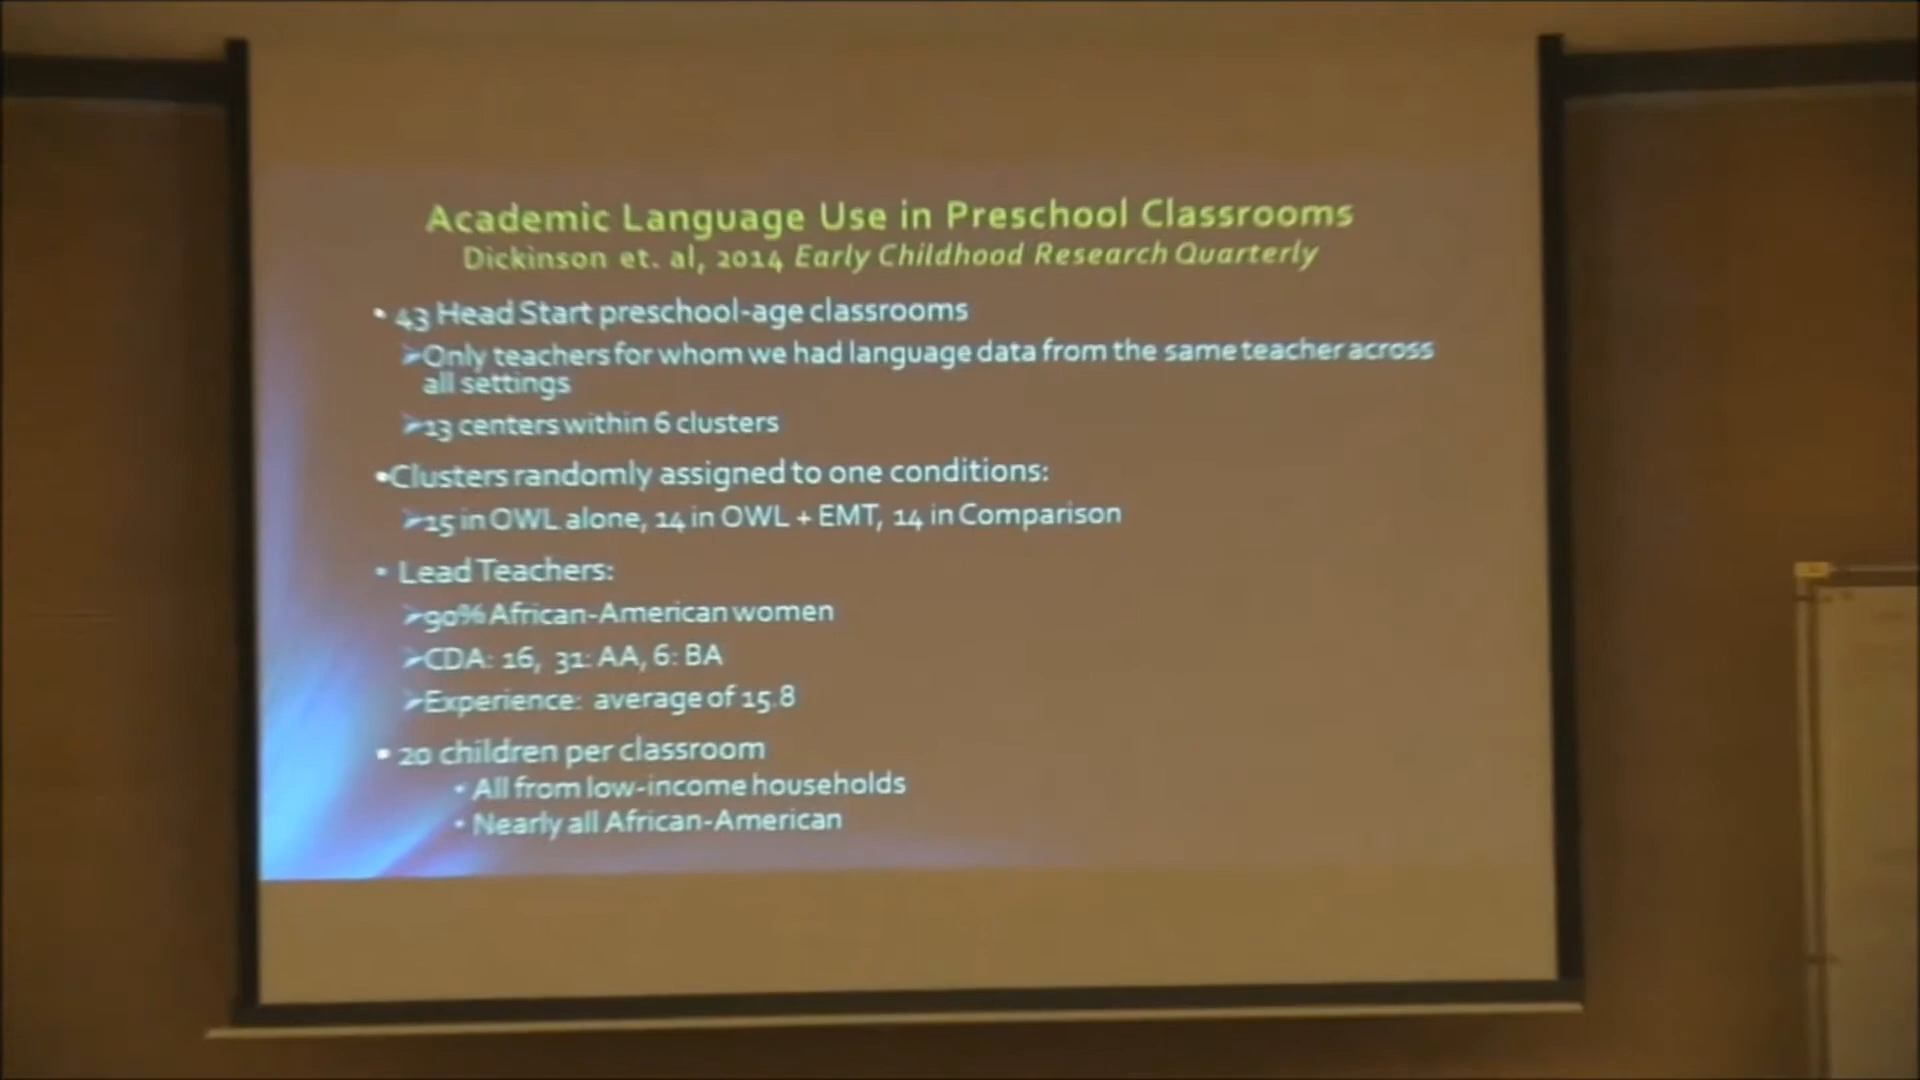 Academic Language Use in Preschool Classrooms
Dickinson et. al, 2014 Early Childhood Research Quarterly
• 43 Head Start preschool-age classrooms
➢Only teachers for whom we had language data from the same teacher across
all settings
➢13 centers within 6 clusters
•Clusters randomly assigned to one conditions:
➢15 in OWL alone, 14 in OWL + EMT, 14 in Comparison
• Lead Teachers:
➢90% African-American women
➢CDA: 16, 31: AA, 6: BA
➢Experience: average of 15.8
• 20 children per classroom
• All from low-income households
• Nearly all African-American